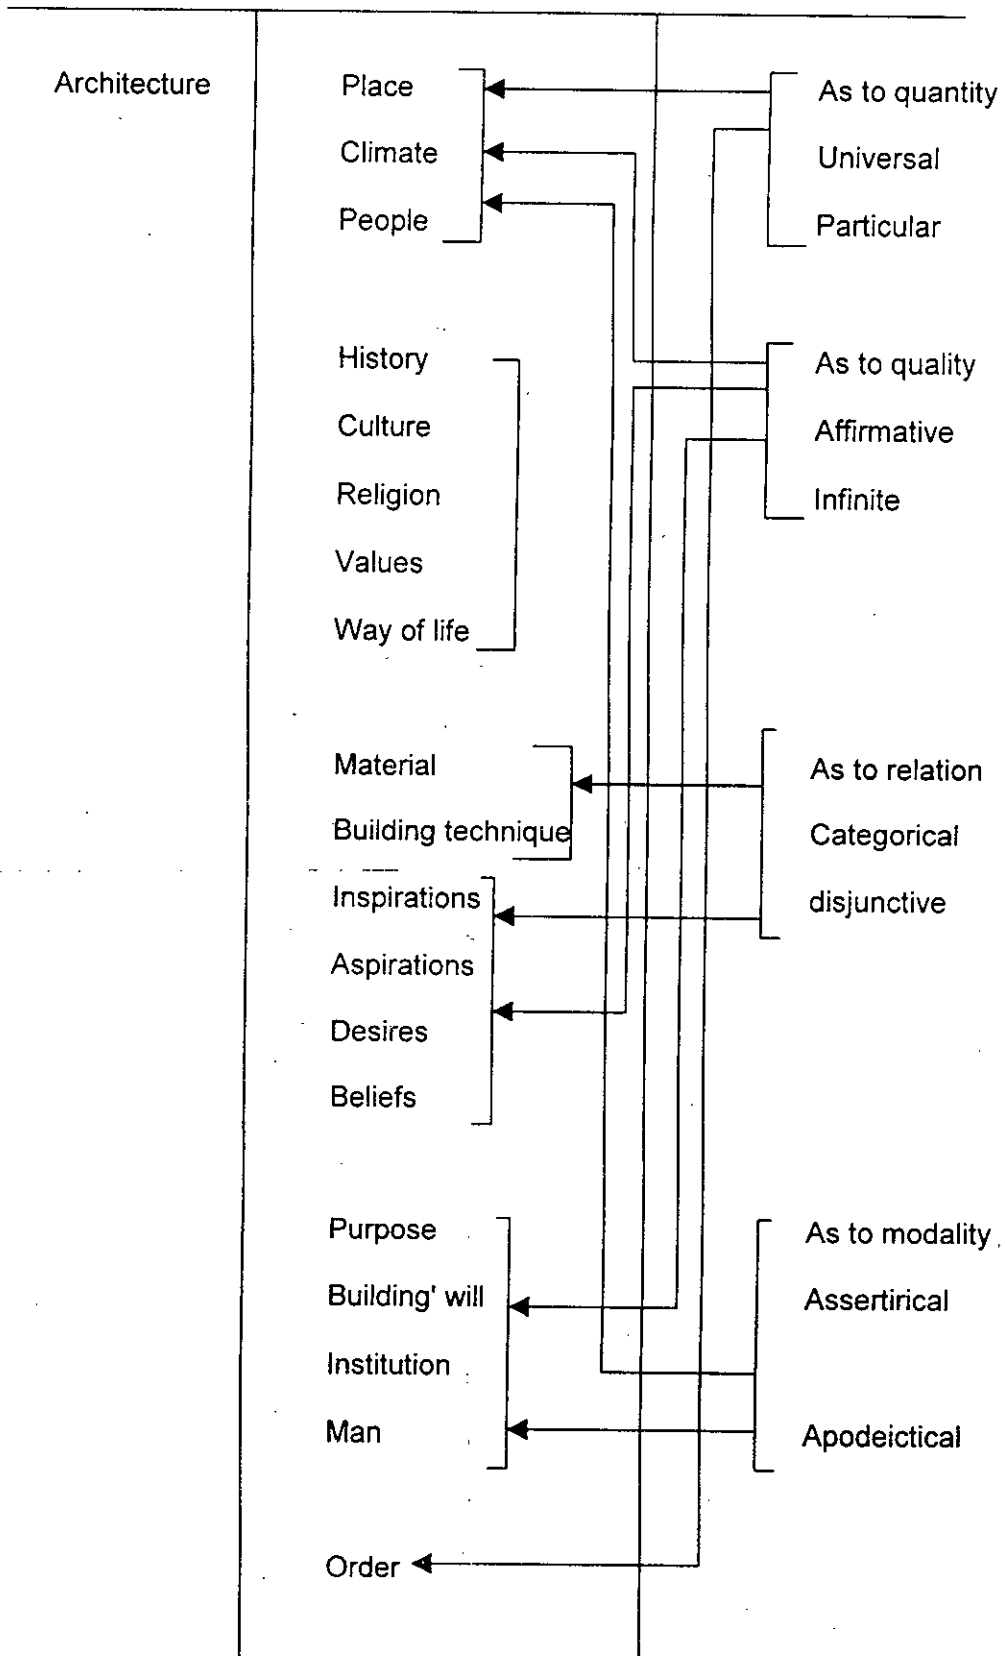 Architecture
Place
Climate
People
History
Culture
Religion
Values
Way of life
Material
Building technique
Inspirations
Aspirations
Desires
Beliefs
Purpose
Building' will
Institution
Man
Order
As to quantity
Universal
Particular
As to quality
Affirmative
Infinite
As to relation
Categorical
disjunctive
As to modality
Assertirical
Apodeictical